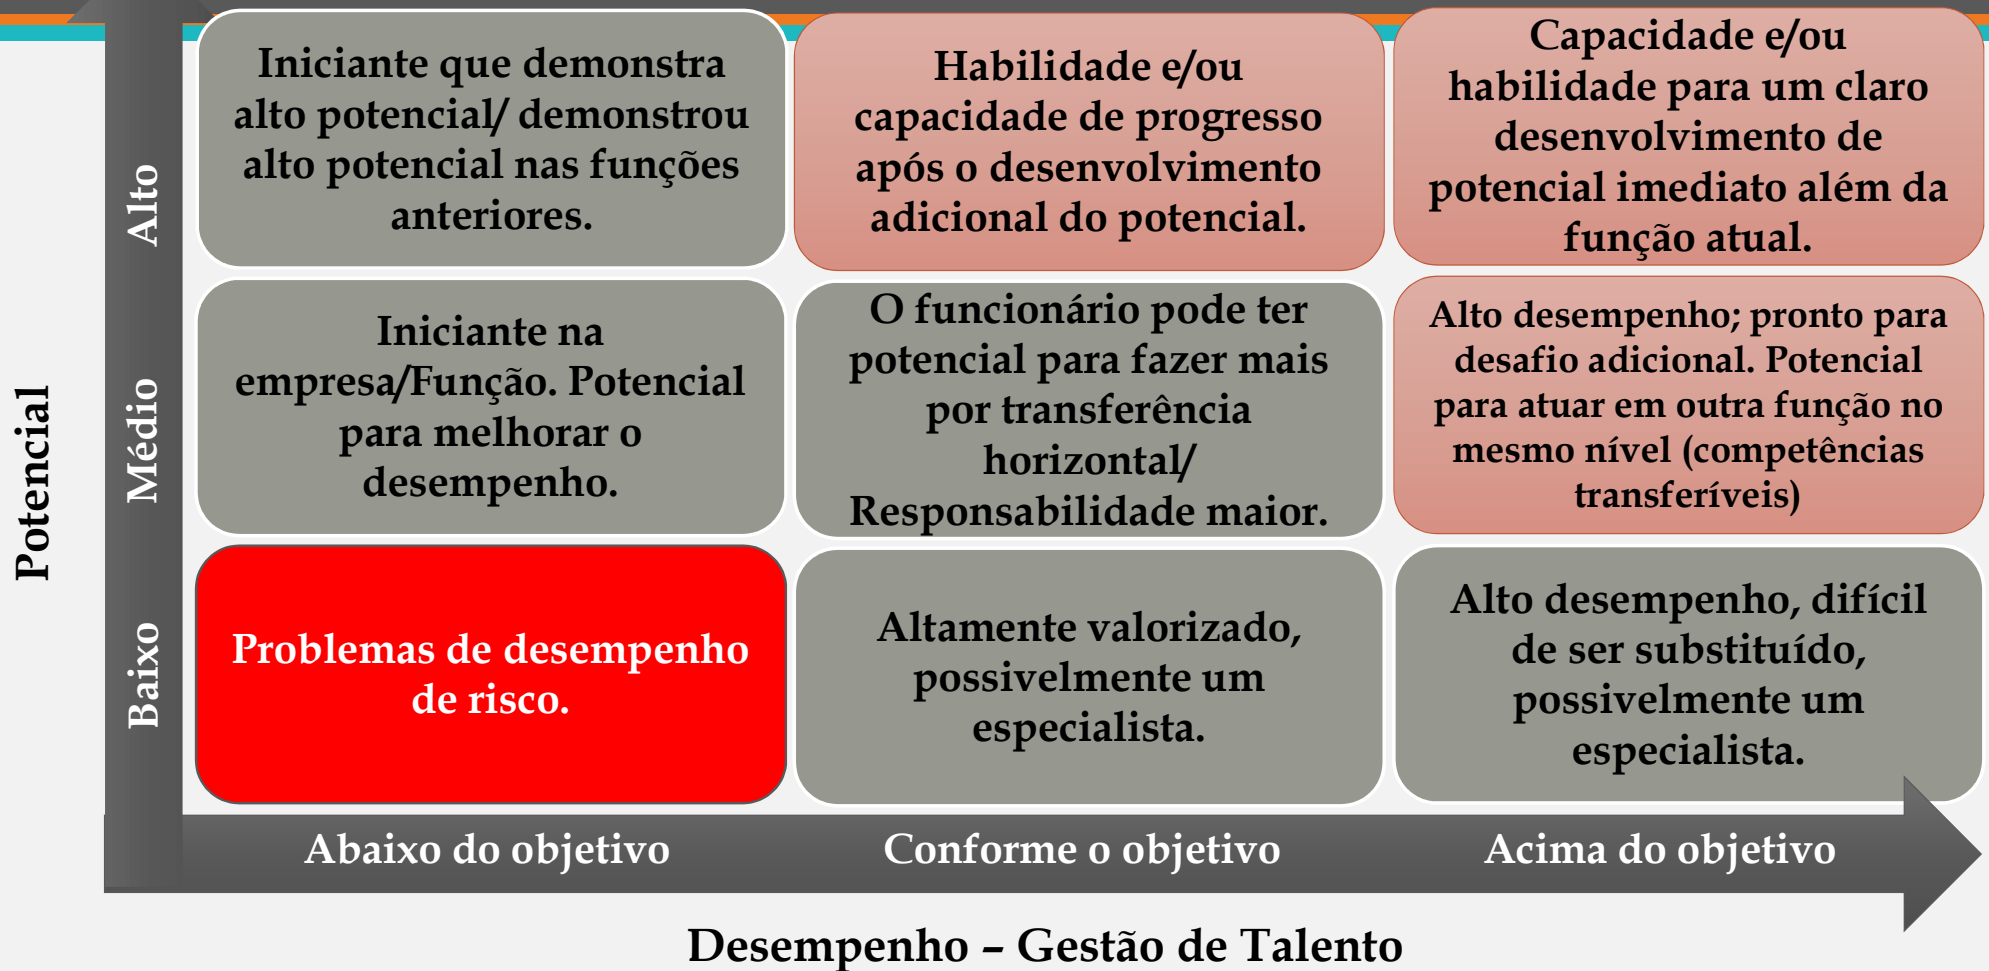 Potencial
Alto
Iniciante que demonstra
alto potencial/ demonstrou
alto potencial nas funções
anteriores.
Habilidade e/ou
capacidade de progresso
após o desenvolvimento
adicional do potencial.
Capacidade e/ou
habilidade para um claro
desenvolvimento de
potencial imediato além da
função atual.
Médio
Iniciante na
empresa/Função. Potencial
para melhorar o
desempenho.
O funcionário pode ter
potencial para fazer mais
por transferência
horizontal/
Responsabilidade maior.
Alto desempenho; pronto para
desafio adicional. Potencial
para atuar em outra função no
mesmo nível (competências
transferíveis)
Baixo
Problemas de desempenho
de risco.
Altamente valorizado,
possivelmente um
especialista.
Alto desempenho, difícil
de ser substituído,
possivelmente um
especialista.
Abaixo do objetivo
Conforme o objetivo
Acima do objetivo
Desempenho – Gestão de Talento